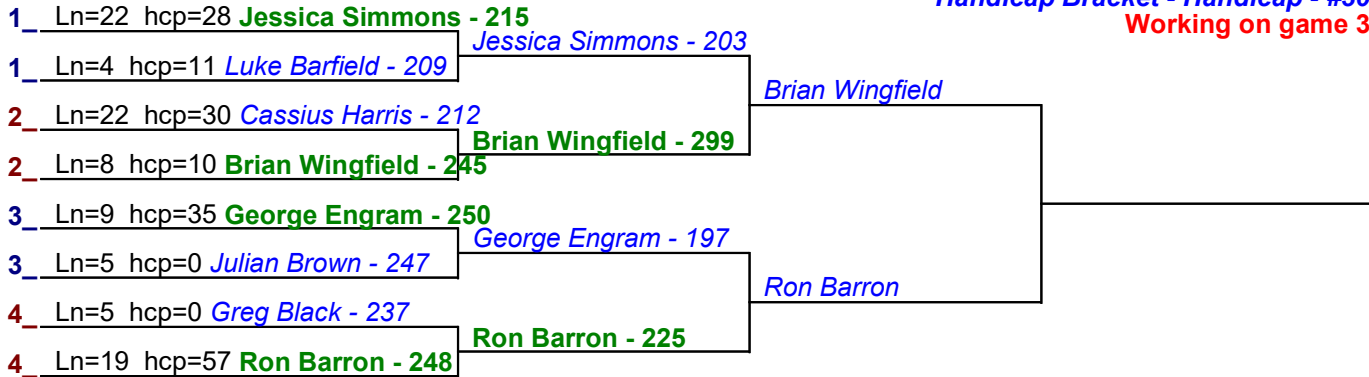 Handicap Bracket - Handicap - #30
Working on game 3
1_ Ln=22 hcp=28 Jessica Simmons - 215
Jessica Simmons - 203
1_ Ln=4 hcp=11 Luke Barfield - 209
Brian Wingfield
2_ Ln=22 hcp=30 Cassius Harris - 212
Brian Wingfield - 299
2_ Ln=8 hcp=10 Brian Wingfield - 245
3_ Ln=9 hcp=35 George Engram - 250
George Engram - 197
3_ Ln=5 hcp=0 Julian Brown - 247
Ron Barron
4_ Ln=5 hcp=0 Greg Black - 237
Ron Barron - 225
4_ Ln=19 hcp=57 Ron Barron - 248